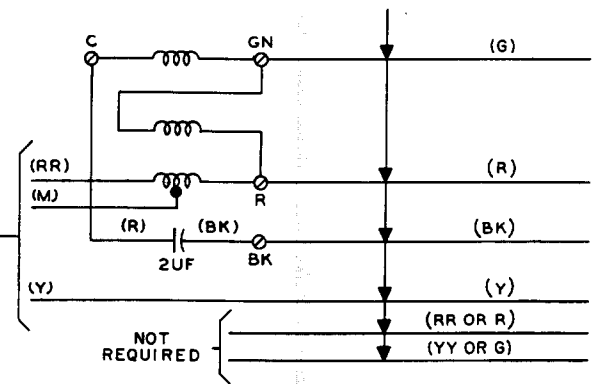 C
GN
(G)
(RR)
(M)
R
(R)
(R)
(BK)
(BK)
2UF
BK
(Y)
(Y)
(RR OR R)
NOT
REQUIRED
(YY OR G)